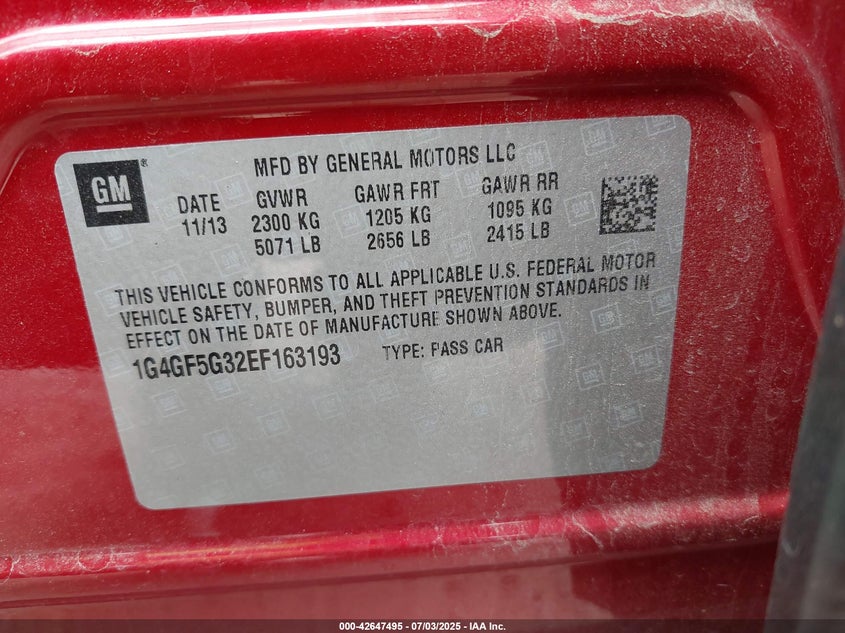 GM
MFD BY GENERAL MOTORS LLC
DATE GVWR GAWR FRT GAWR RR
11/13 2300 KG 1205 KG 1095 KG
5071 LB 2656 LB 2415 LB
THIS VEHICLE CONFORMS TO ALL APPLICABLE U.S. FEDERAL MOTOR
VEHICLE SAFETY, BUMPER, AND THEFT PREVENTION STANDARDS IN
EFFECT ON THE DATE OF MANUFACTURE SHOWN ABOVE.
1G4GF5G32EF163193 TYPE: PASS CAR
000-42647495 - 07/03/2025 - IAA Inc.